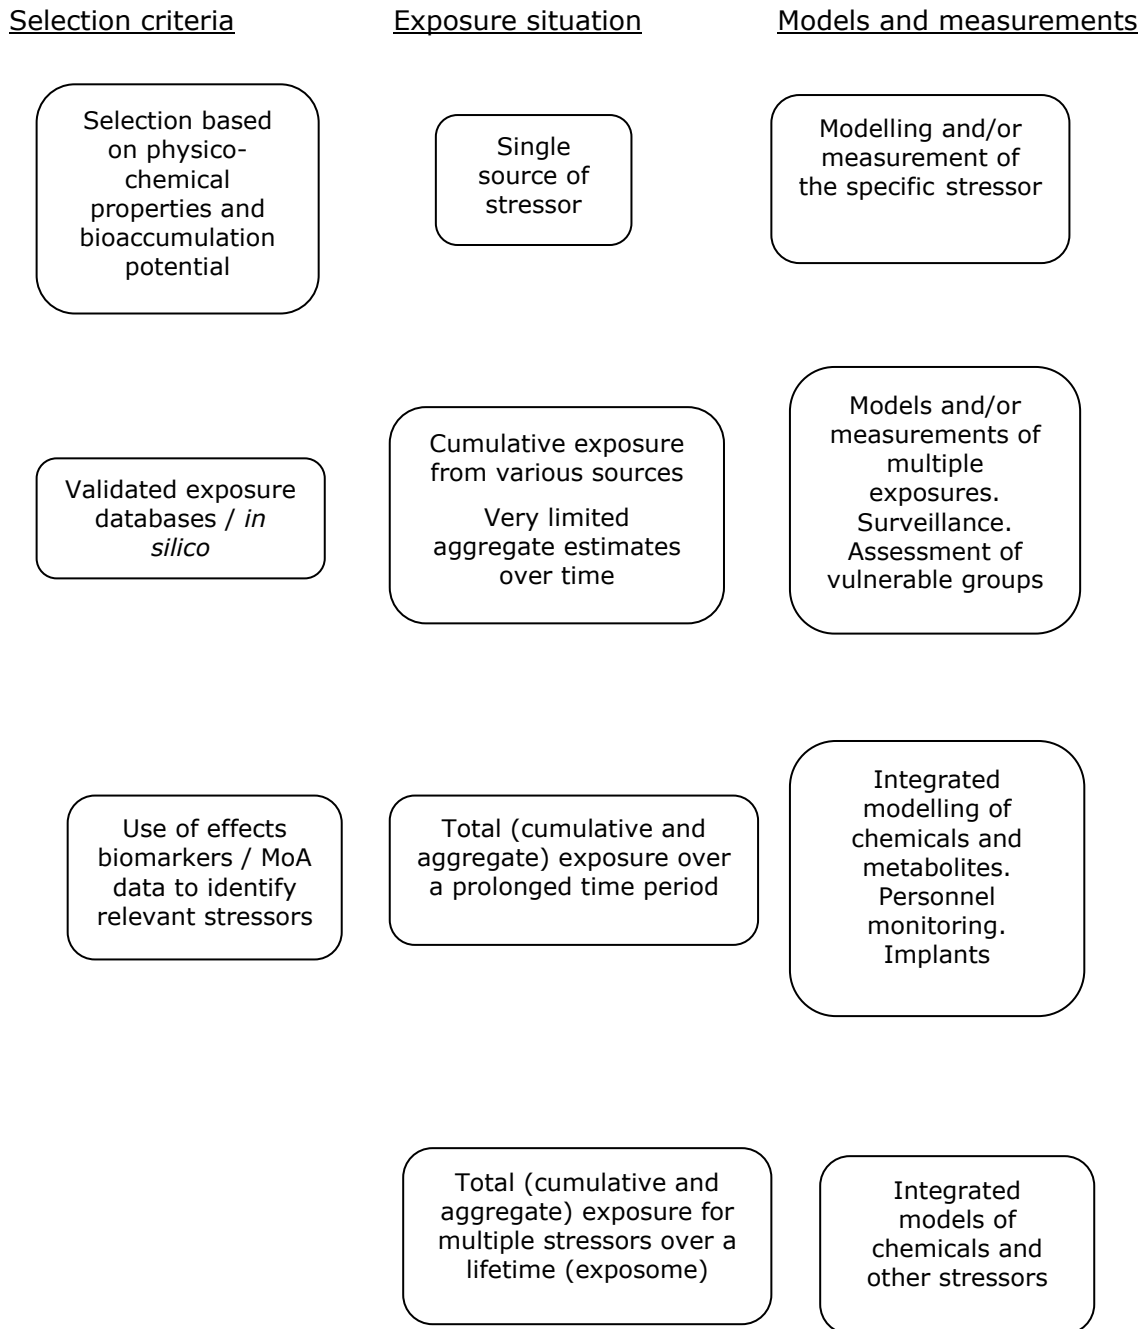 Selection criteria
Exposure situation
Models and measurements
Selection based
on physico-
chemical
properties and
bioaccumulation
potential
Single
source of
stressor
Modelling and/or
measurement of
the specific stressor
Validated exposure
databases / in
silico
Cumulative exposure
from various sources
Very limited
aggregate estimates
over time
Models and/or
measurements of
multiple
exposures.
Surveillance.
Assessment of
vulnerable groups
Use of effects
biomarkers / MoA
data to identify
relevant stressors
Total (cumulative and
aggregate) exposure over
a prolonged time period
Integrated
modelling of
chemicals and
metabolites.
Personnel
monitoring.
Implants
Total (cumulative and
aggregate) exposure for
multiple stressors over a
lifetime (exposome)
Integrated
models of
chemicals and
other stressors